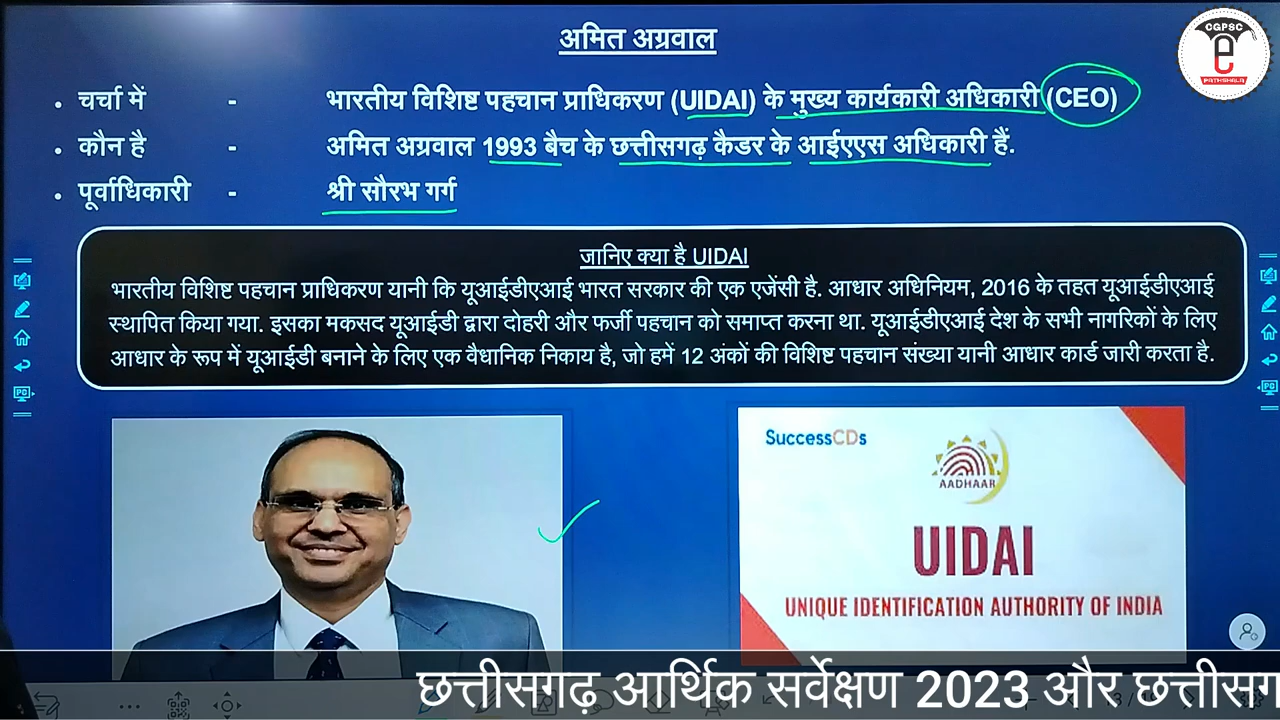 अमित अग्रवाल
CGPSC
e
PATHSHALA
• चर्चा में - भारतीय विशिष्ट पहचान प्राधिकरण (UIDAI) के मुख्य कार्यकारी अधिकारी (CEO)
• कौन है - अमित अग्रवाल 1993 बैच के छत्तीसगढ़ कैडर के आईएएस अधिकारी हैं.
• पूर्वाधिकारी - श्री सौरभ गर्ग
जानिए क्या है UIDAI
भारतीय विशिष्ट पहचान प्राधिकरण यानी कि यूआईडीएआई भारत सरकार की एक एजेंसी है. आधार अधिनियम, 2016 के तहत यूआईडीएआई
स्थापित किया गया. इसका मकसद यूआईडी द्वारा दोहरी और फर्जी पहचान को समाप्त करना था. यूआईडीएआई देश के सभी नागरिकों के लिए
आधार के रूप में यूआईडी बनाने के लिए एक वैधानिक निकाय है, जो हमें 12 अंकों की विशिष्ट पहचान संख्या यानी आधार कार्ड जारी करता है.
SuccessCDs
AADHAAR
UIDAI
UNIQUE IDENTIFICATION AUTHORITY OF INDIA
छत्तीसगढ़ आर्थिक सर्वेक्षण 2023 और छत्तीसग